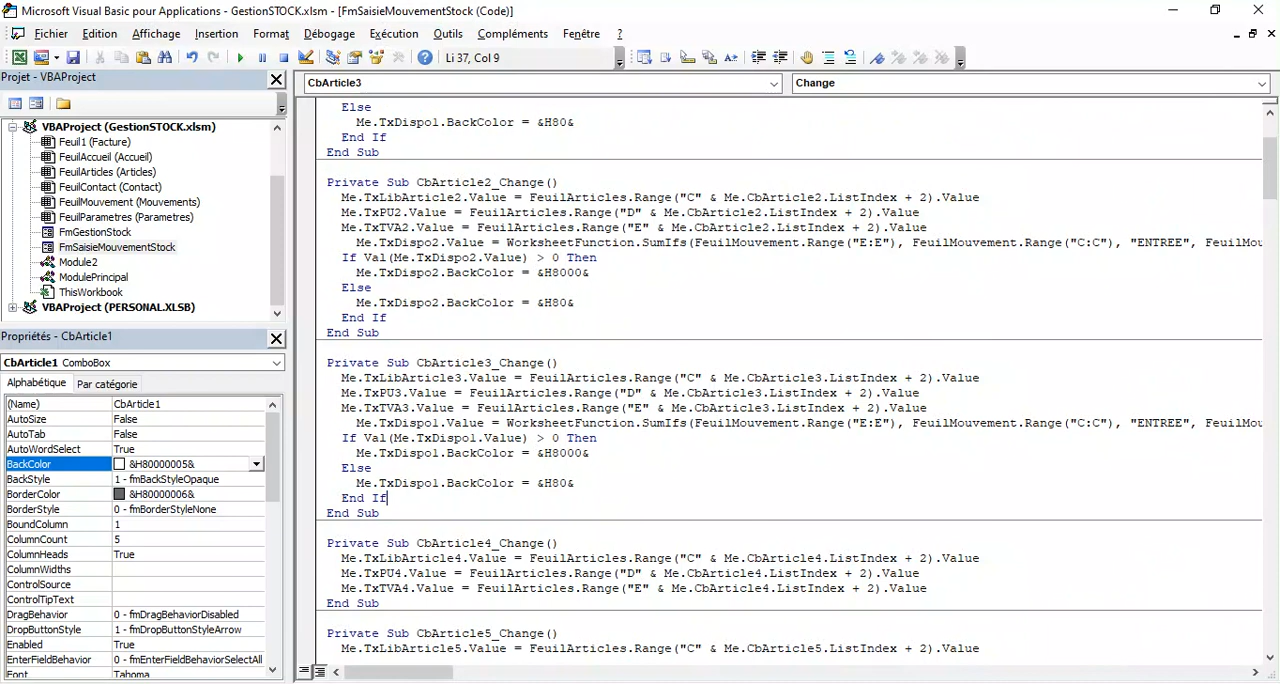 Microsoft Visual Basic pour Applications - GestionSTOCK.xlsm - [FmSaisieMouvementStock (Code)]
Fichier Edition Affichage Insertion Format Débogage Exécution Outils Compléments Fenêtre ?
Li 37, Col 9
Projet - VBAProject
VBAProject (GestionSTOCK.xlsm)
Feuil1 (Facture)
FeuilAccueil (Accueil)
FeuilArticles (Articles)
FeuilContact (Contact)
FeuilMouvement (Mouvements)
FeuilParametres (Parametres)
FmGestionStock
FmSaisieMouvementStock
Module2
ModulePrincipal
ThisWorkbook
VBAProject (PERSONAL.XLSB)
Propriétés - CbArticle1
CbArticle1 ComboBox
Alphabétique Par catégorie
(Name) CbArticle1
AutoSize False
AutoTab False
AutoWordSelect True
BackColor &H80000005&
BackStyle 1 - fmBackStyleOpaque
BorderColor &H80000006&
BorderStyle 0 - fmBorderStyleNone
BoundColumn 1
ColumnCount 5
ColumnHeads True
ColumnWidths
ControlSource
ControlTipText
DragBehavior 0 - fmDragBehaviorDisabled
DropButtonStyle 1 - fmDropButtonStyleArrow
Enabled True
EnterFieldBehavior 0 - fmEnterFieldBehaviorSelectAll
Font Tahoma
CbArticle3 Change
Else
Me.TxDispo1.BackColor = &H80&
End If
End Sub
Private Sub CbArticle2_Change()
Me.TxLibArticle2.Value = FeuilArticles.Range("C" & Me.CbArticle2.ListIndex + 2).Value
Me.TxPU2.Value = FeuilArticles.Range("D" & Me.CbArticle2.ListIndex + 2).Value
Me.TxTVA2.Value = FeuilArticles.Range("E" & Me.CbArticle2.ListIndex + 2).Value
Me.TxDispo2.Value = WorksheetFunction.SumIfs(FeuilMouvement.Range("E:E"), FeuilMouvement.Range("C:C"), "ENTREE", FeuilMou
If Val(Me.TxDispo2.Value) > 0 Then
Me.TxDispo2.BackColor = &H8000&
Else
Me.TxDispo2.BackColor = &H80&
End If
End Sub
Private Sub CbArticle3_Change()
Me.TxLibArticle3.Value = FeuilArticles.Range("C" & Me.CbArticle3.ListIndex + 2).Value
Me.TxPU3.Value = FeuilArticles.Range("D" & Me.CbArticle3.ListIndex + 2).Value
Me.TxTVA3.Value = FeuilArticles.Range("E" & Me.CbArticle3.ListIndex + 2).Value
Me.TxDispo1.Value = WorksheetFunction.SumIfs(FeuilMouvement.Range("E:E"), FeuilMouvement.Range("C:C"), "ENTREE", FeuilMou
If Val(Me.TxDispo1.Value) > 0 Then
Me.TxDispo1.BackColor = &H8000&
Else
Me.TxDispo1.BackColor = &H80&
End If
End Sub
Private Sub CbArticle4_Change()
Me.TxLibArticle4.Value = FeuilArticles.Range("C" & Me.CbArticle4.ListIndex + 2).Value
Me.TxPU4.Value = FeuilArticles.Range("D" & Me.CbArticle4.ListIndex + 2).Value
Me.TxTVA4.Value = FeuilArticles.Range("E" & Me.CbArticle4.ListIndex + 2).Value
End Sub
Private Sub CbArticle5_Change()
Me.TxLibArticle5.Value = FeuilArticles.Range("C" & Me.CbArticle5.ListIndex + 2).Value